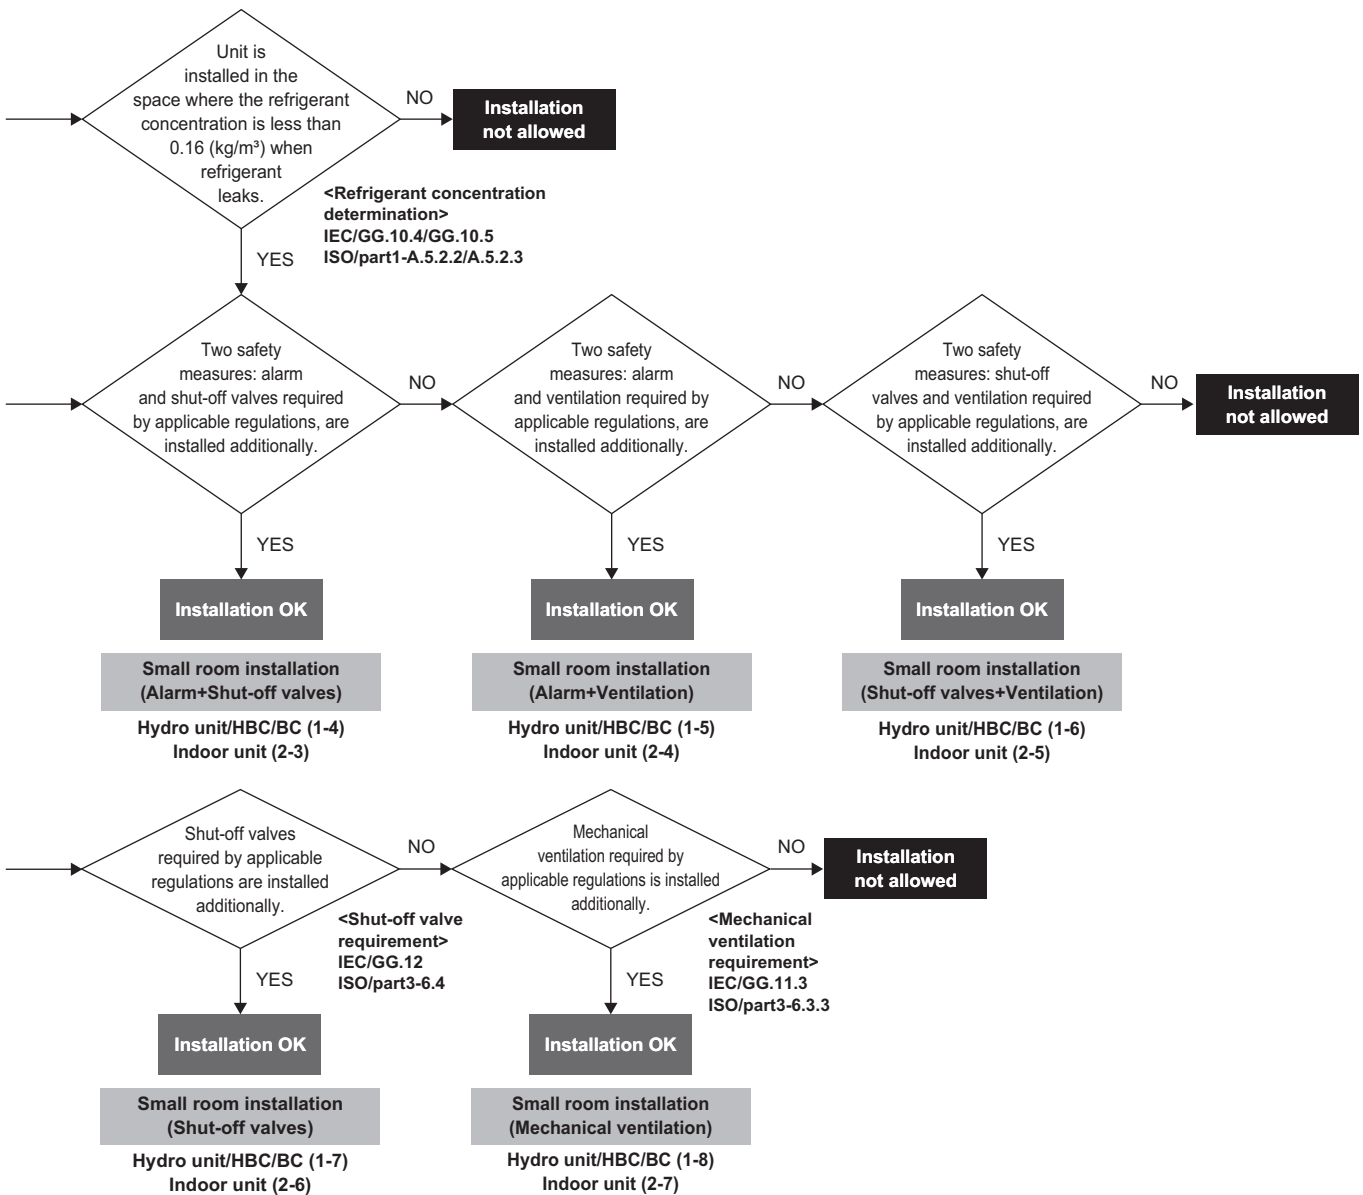 Unit is
installed in the
space where the refrigerant
concentration is less than
0.16 (kg/m³) when
refrigerant
leaks.
NO
Installation
not allowed
<Refrigerant concentration
determination>
IEC/GG.10.4/GG.10.5
ISO/part1-A.5.2.2/A.5.2.3
YES
Two safety
measures: alarm
and shut-off valves required
by applicable regulations, are
installed additionally.
NO
Two safety
measures: alarm
and ventilation required by
applicable regulations, are
installed additionally.
NO
Two safety
measures: shut-off
valves and ventilation required
by applicable regulations, are
installed additionally.
NO
Installation
not allowed
YES
YES
YES
Installation OK
Installation OK
Installation OK
Small room installation
(Alarm+Shut-off valves)
Small room installation
(Alarm+Ventilation)
Small room installation
(Shut-off valves+Ventilation)
Hydro unit/HBC/BC (1-4)
Indoor unit (2-3)
Hydro unit/HBC/BC (1-5)
Indoor unit (2-4)
Hydro unit/HBC/BC (1-6)
Indoor unit (2-5)
Shut-off valves
required by applicable
regulations are installed
additionally.
NO
Mechanical
ventilation required by
applicable regulations is installed
additionally.
NO
Installation
not allowed
<Shut-off valve
requirement>
IEC/GG.12
ISO/part3-6.4
<Mechanical
ventilation
requirement>
IEC/GG.11.3
ISO/part3-6.3.3
YES
YES
Installation OK
Installation OK
Small room installation
(Shut-off valves)
Small room installation
(Mechanical ventilation)
Hydro unit/HBC/BC (1-7)
Indoor unit (2-6)
Hydro unit/HBC/BC (1-8)
Indoor unit (2-7)